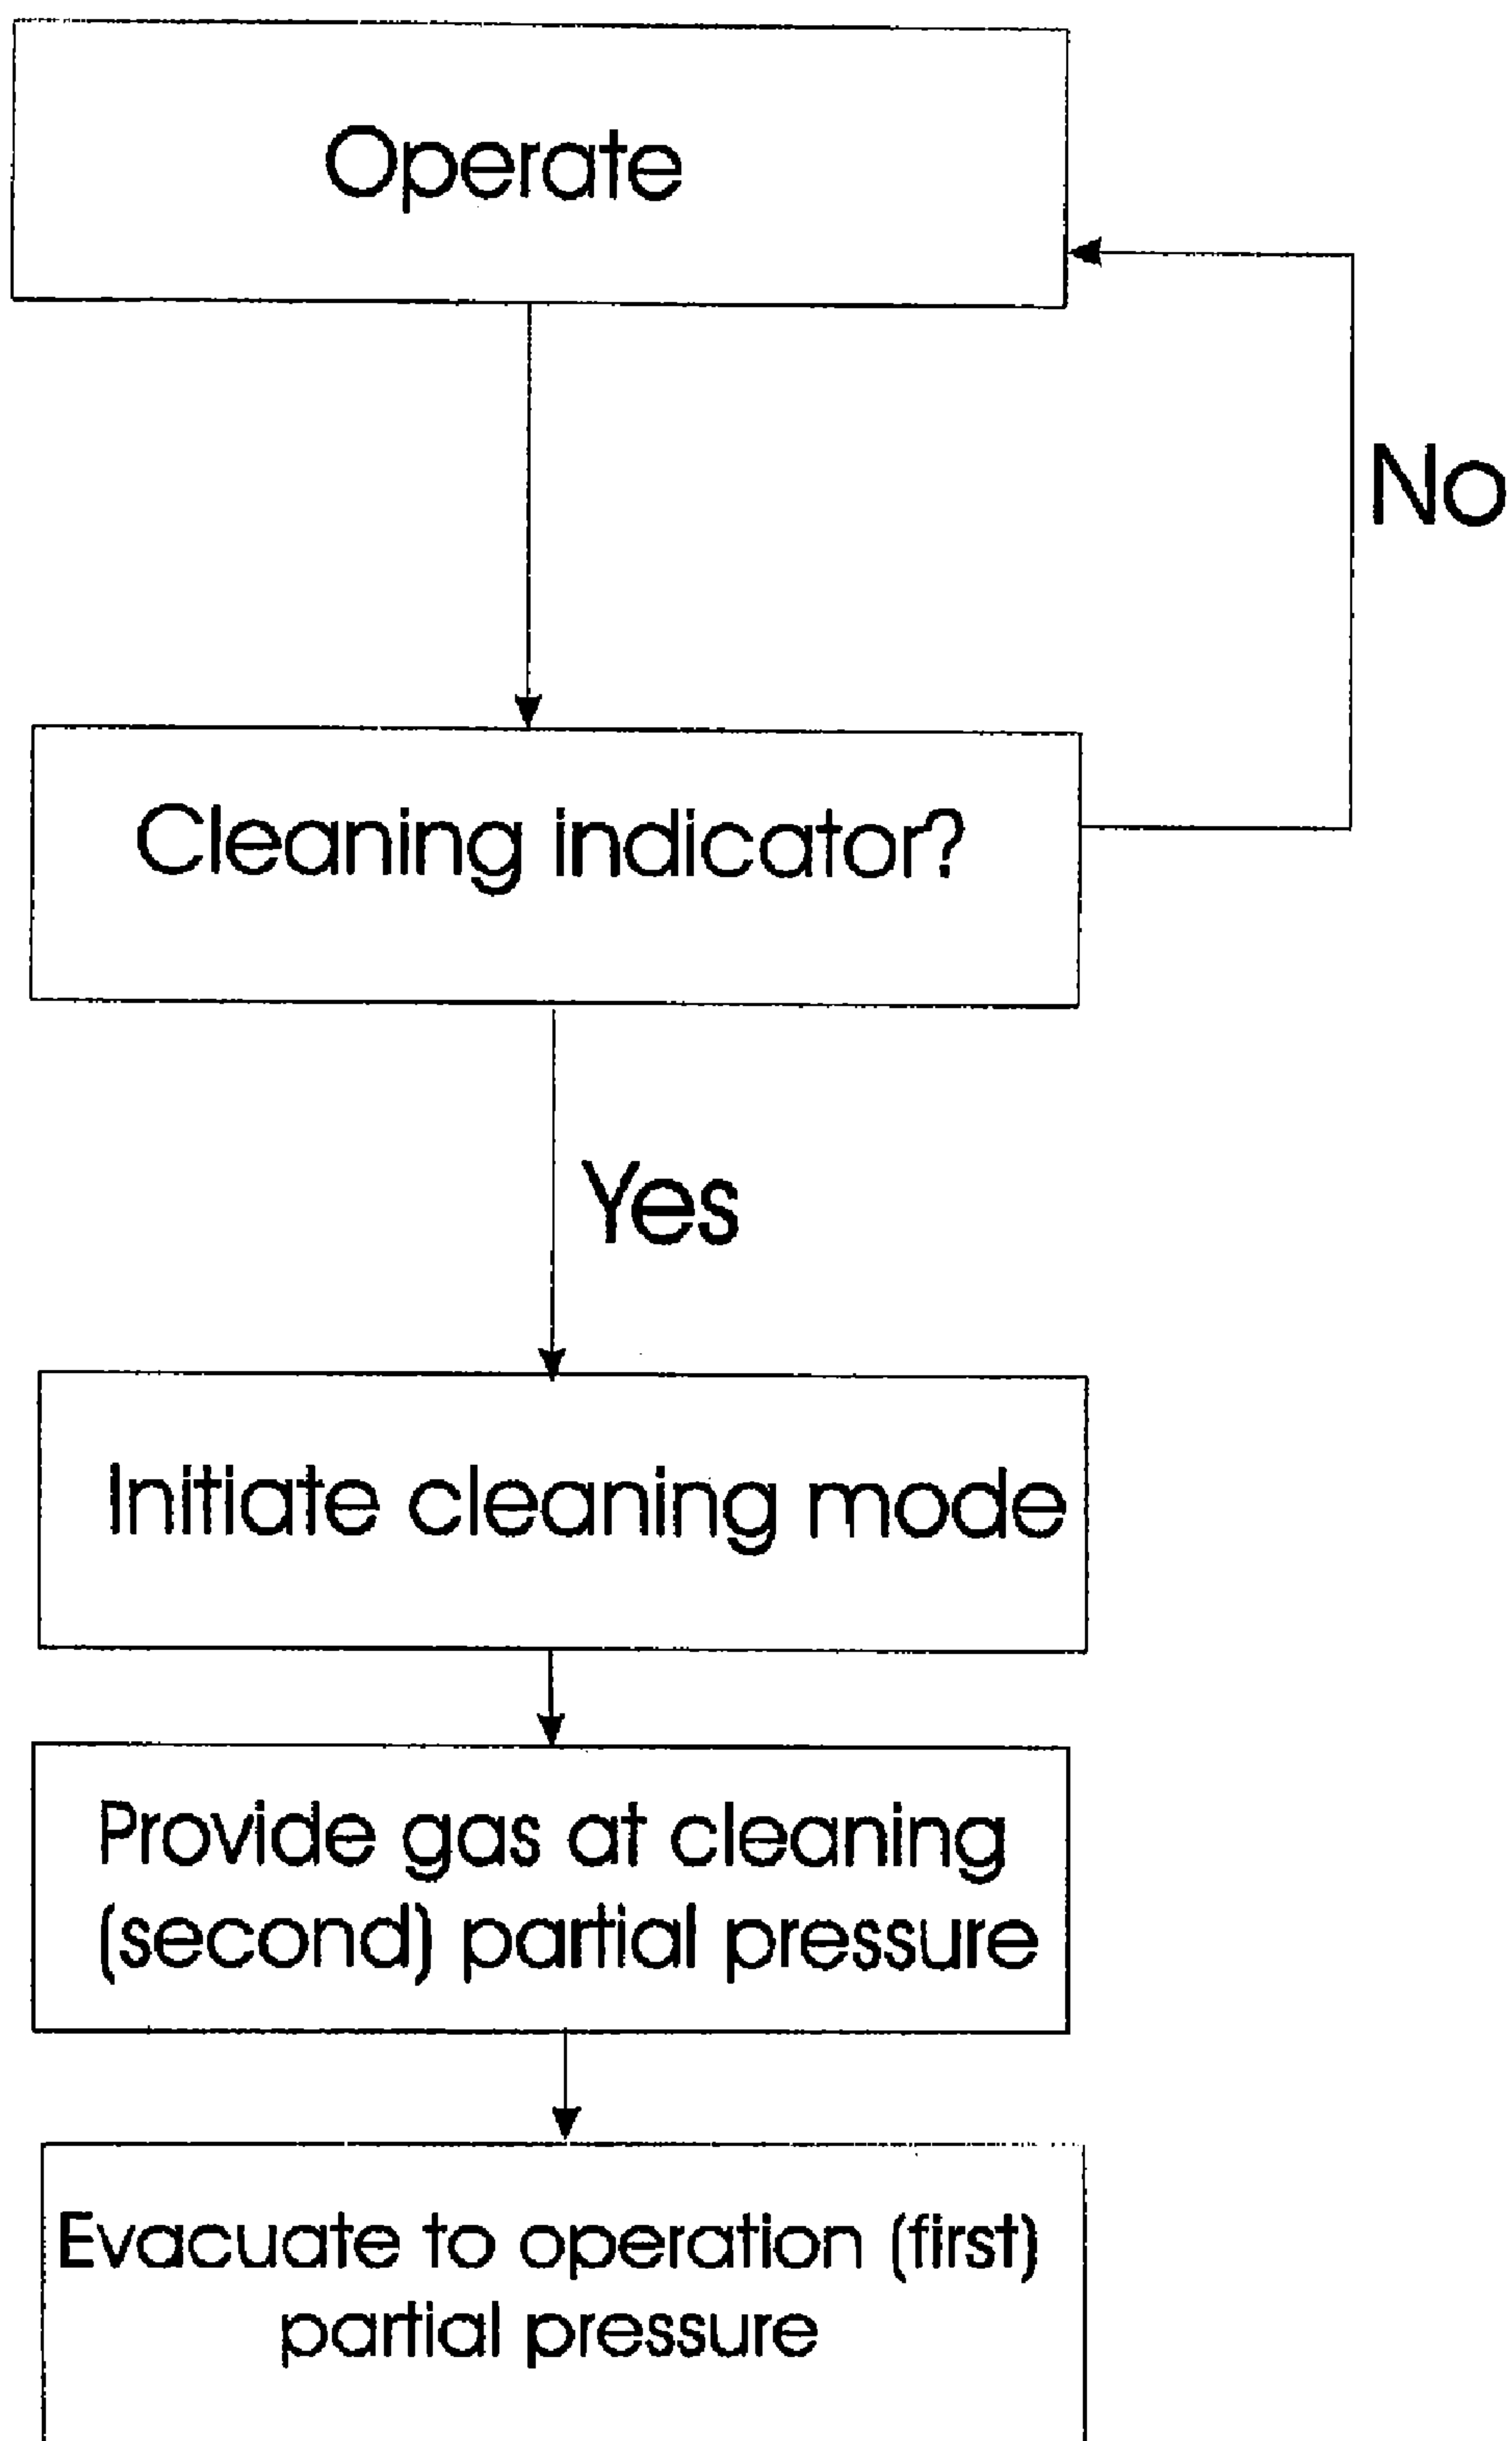 Operate
No
Cleaning indicator?
Yes
Initiate cleaning mode
Provide gas at cleaning
(second) partial pressure
Evacuate to operation (first)
partial pressure